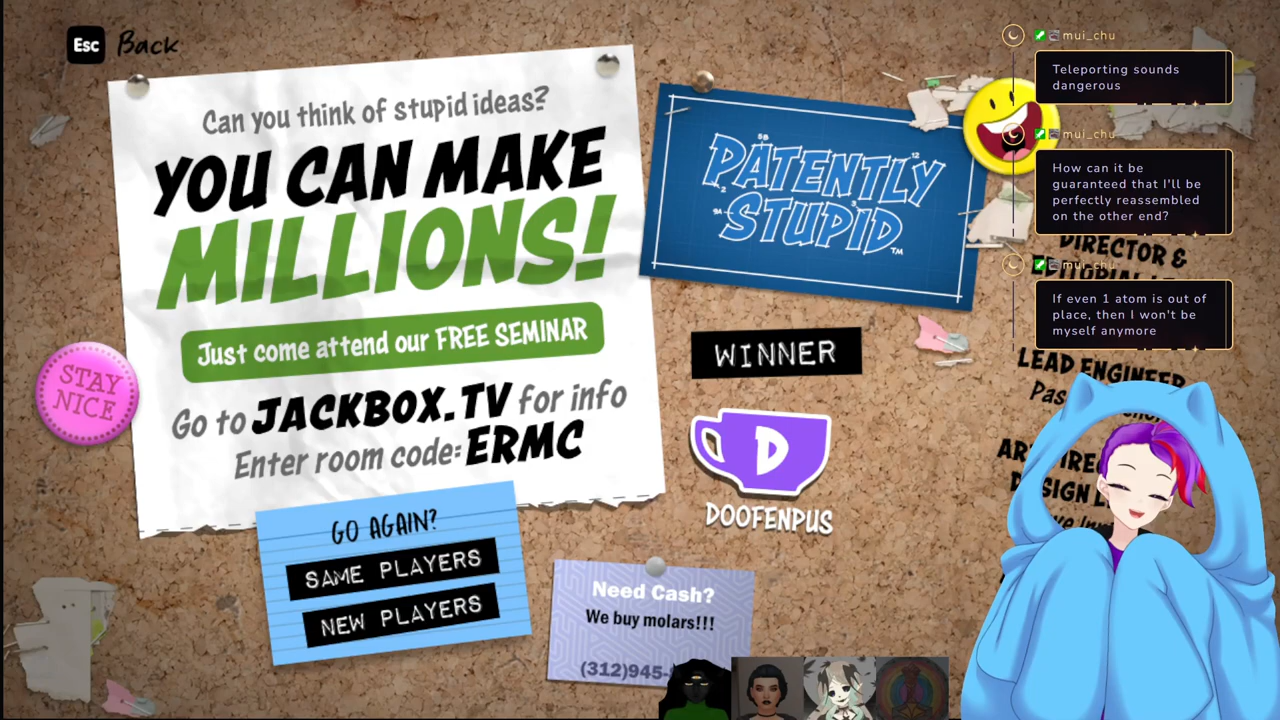 Esc Back
Can you think of stupid ideas?
YOU CAN MAKE
MILLIONS!
Just come attend our FREE SEMINAR
Go to JACKBOX.TV for info
Enter room code: ERMC
STAY
NICE
GO AGAIN?
SAME PLAYERS
NEW PLAYERS
PATENTLY
STUPID™
WINNER
D
DOOFENPUS
Need Cash?
We buy molars!!!
(312)945-
mui_chu
Teleporting sounds
dangerous
mui_chu
How can it be
guaranteed that I'll be
perfectly reassembled
on the other end?
mui_chu
If even 1 atom is out of
place, then I won't be
myself anymore
DIRECTOR &
LEAD ENGINEER